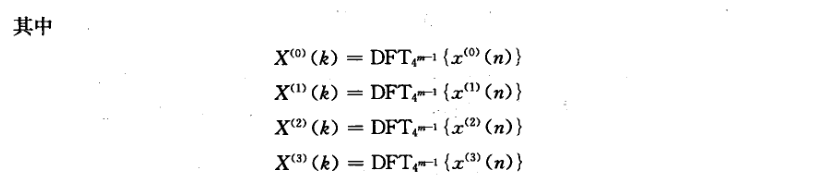 其中
X⁽⁰⁾(k) = DFT₄ᵐ⁻¹{x⁽⁰⁾(n)}
X⁽¹⁾(k) = DFT₄ᵐ⁻¹{x⁽¹⁾(n)}
X⁽²⁾(k) = DFT₄ᵐ⁻¹{x⁽²⁾(n)}
X⁽³⁾(k) = DFT₄ᵐ⁻¹{x⁽³⁾(n)}